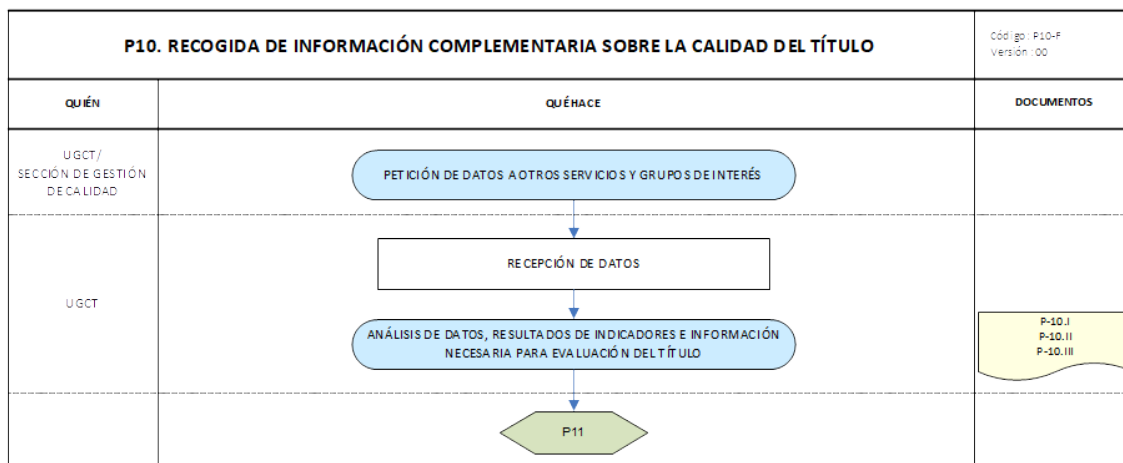 P10. RECOGIDA DE INFORMACIÓN COMPLEMENTARIA SOBRE LA CALIDAD DEL TÍTULO
Código: P10-F
Versión: 00
QUIÉN
QUÉ HACE
DOCUMENTOS
UGCT/
SECCIÓN DE GESTIÓN
DE CALIDAD
PETICIÓN DE DATOS A OTROS SERVICIOS Y GRUPOS DE INTERÉS
RECEPCIÓN DE DATOS
UGCT
ANÁLISIS DE DATOS, RESULTADOS DE INDICADORES E INFORMACIÓN
NECESARIA PARA EVALUACIÓN DEL TÍTULO
P-10.I
P-10.II
P-10.III
P11